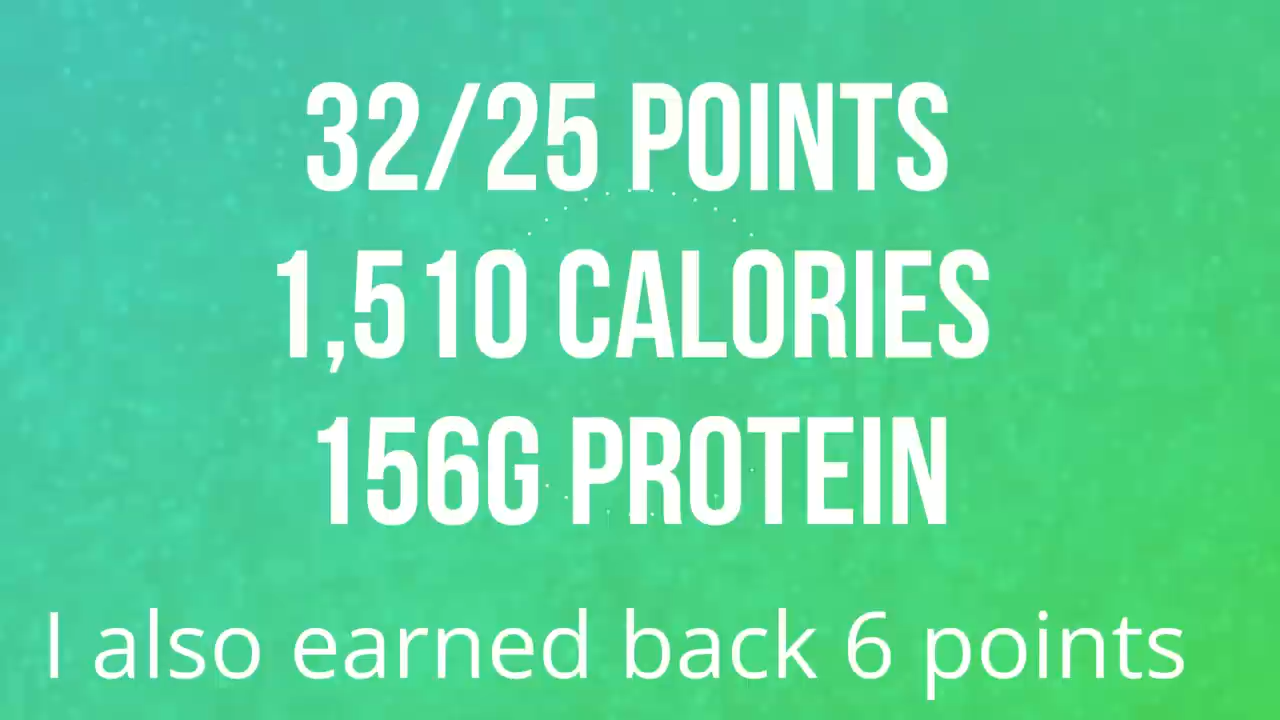 32/25 POINTS
1,510 CALORIES
156G PROTEIN
I also earned back 6 points